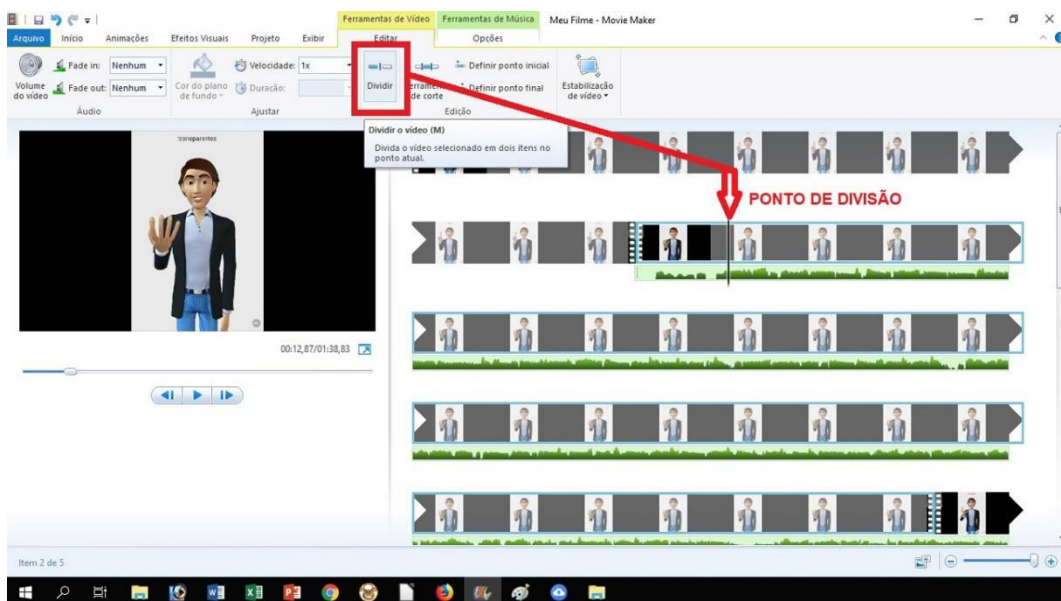 Ferramentas de Vídeo Ferramentas de Música Meu Filme - Movie Maker
Arquivo Início Animações Efeitos Visuais Projeto Exibir Editar Opções
Fade in: Nenhum
Fade out: Nenhum
Volume do vídeo
Áudio
Cor do plano de fundo
Velocidade: 1x
Duração:
Ajustar
Dividir
de corte
Definir ponto inicial
Definir ponto final
Edição
Estabilização de vídeo
Dividir o vídeo (M)
Divida o vídeo selecionado em dois itens no
ponto atual.
transparentes
PONTO DE DIVISÃO
00:12,87/01:38,83
Item 2 de 5